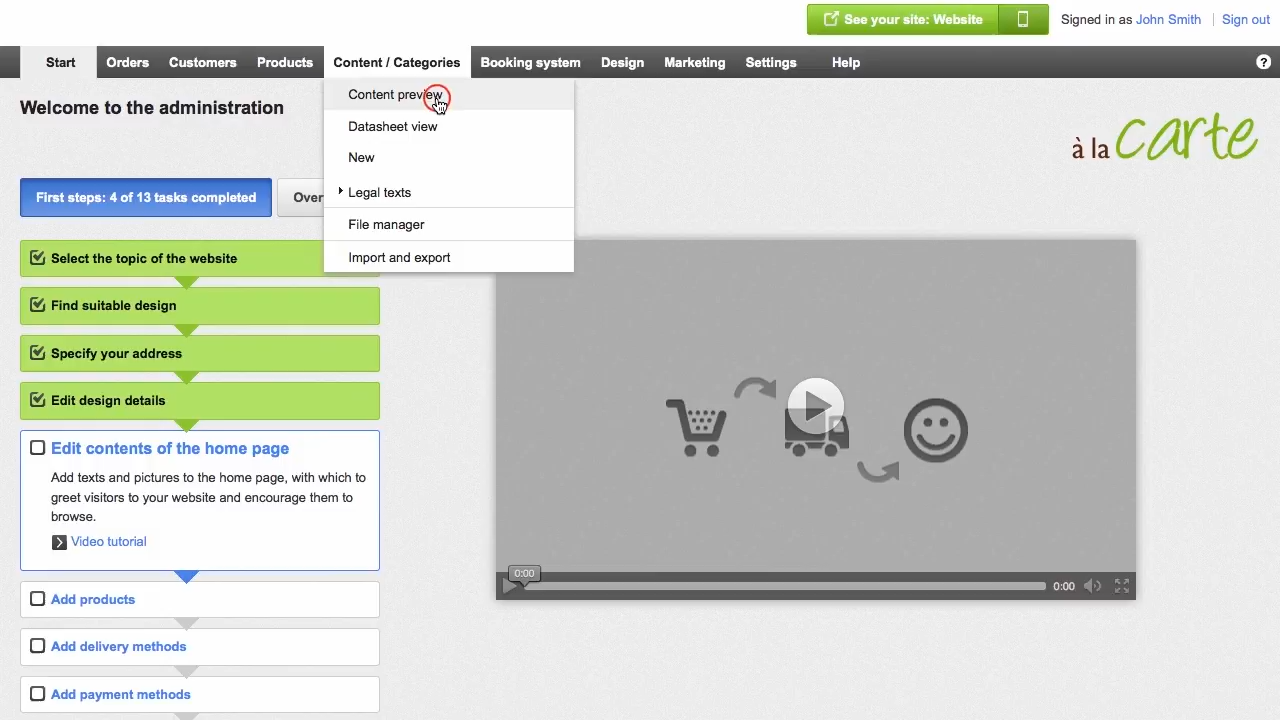 See your site: Website
Signed in as John Smith
Sign out
Start
Orders
Customers
Products
Content / Categories
Booking system
Design
Marketing
Settings
Help
?
Welcome to the administration
Content preview
Datasheet view
New
Legal texts
File manager
Import and export
à la carte
First steps: 4 of 13 tasks completed
Over
Select the topic of the website
Find suitable design
Specify your address
Edit design details
Edit contents of the home page
Add texts and pictures to the home page, with which to
greet visitors to your website and encourage them to
browse.
Video tutorial
Add products
Add delivery methods
Add payment methods
0:00
0:00